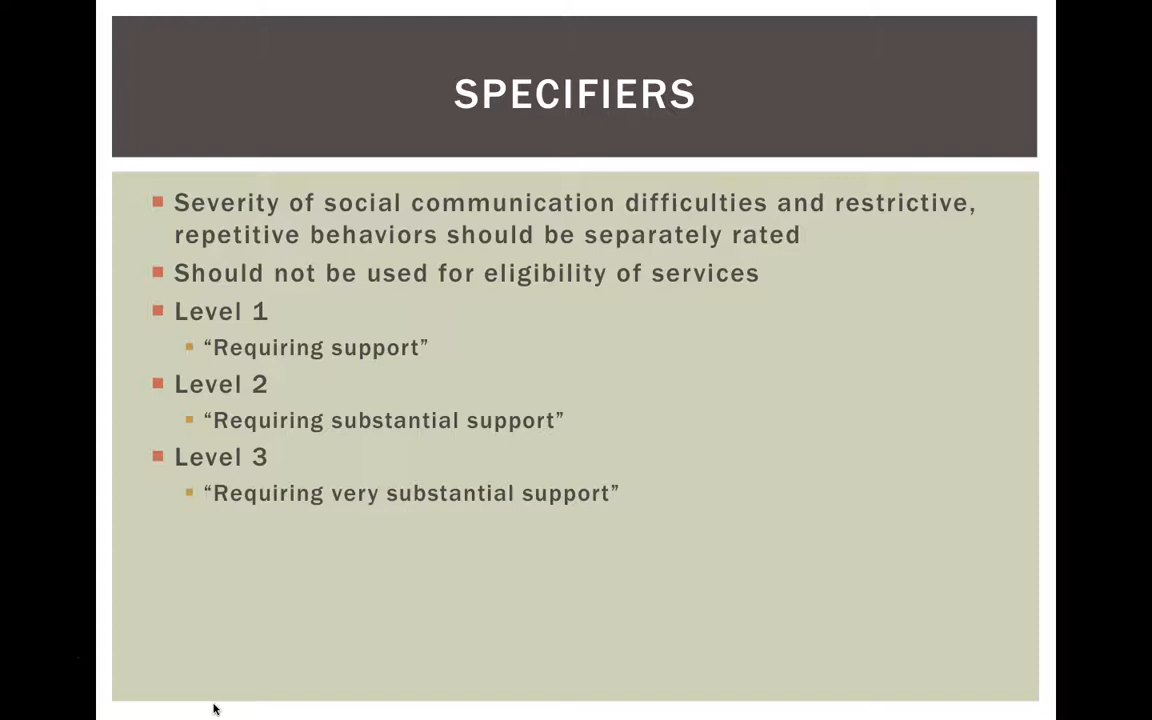 SPECIFIERS
Severity of social communication difficulties and restrictive,
repetitive behaviors should be separately rated
Should not be used for eligibility of services
Level 1
“Requiring support”
Level 2
“Requiring substantial support”
Level 3
“Requiring very substantial support”